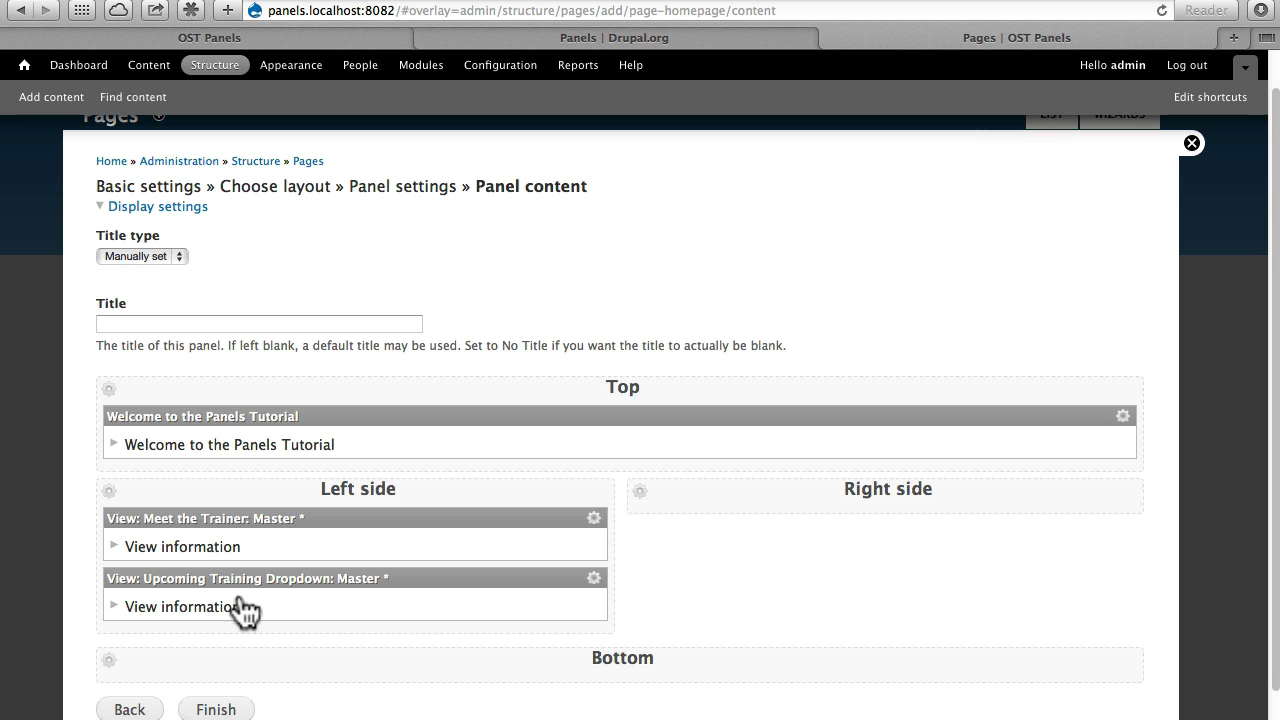 panels.localhost:8082/#overlay=admin/structure/pages/add/page-homepage/content
Reader
OST Panels
Panels | Drupal.org
Pages | OST Panels
Dashboard Content Structure Appearance People Modules Configuration Reports Help Hello admin Log out
Add content Find content Edit shortcuts
Pages LIST WIZARDS
Home » Administration » Structure » Pages
Basic settings » Choose layout » Panel settings » Panel content
Display settings
Title type
Manually set
Title
The title of this panel. If left blank, a default title may be used. Set to No Title if you want the title to actually be blank.
Top
Welcome to the Panels Tutorial
Welcome to the Panels Tutorial
Left side
View: Meet the Trainer: Master *
View information
View: Upcoming Training Dropdown: Master *
View information
Right side
Bottom
Back Finish